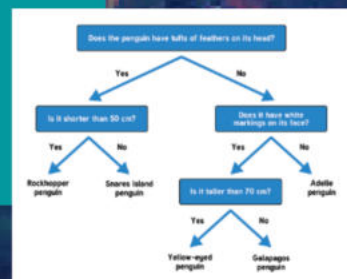 Does the penguin have tufts of feathers on its head?
Yes
No
Is it shorter than 50 cm?
Does it have white
markings on its face?
Yes
No
Yes
No
Rockhopper
penguin
Snares Island
penguin
Is it taller than 70 cm?
Adelie
penguin
Yes
No
Yellow-eyed
penguin
Galapagos
penguin